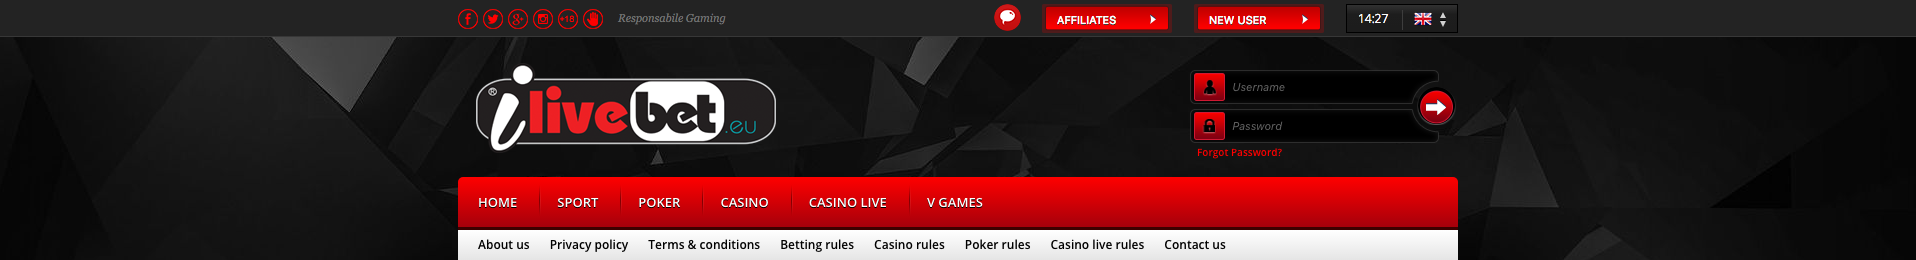 +18 Responsabile Gaming AFFILIATES NEW USER 14:27
® ilivebet.eu
Username
Password
Forgot Password?
HOME SPORT POKER CASINO CASINO LIVE V GAMES
About us Privacy policy Terms & conditions Betting rules Casino rules Poker rules Casino live rules Contact us